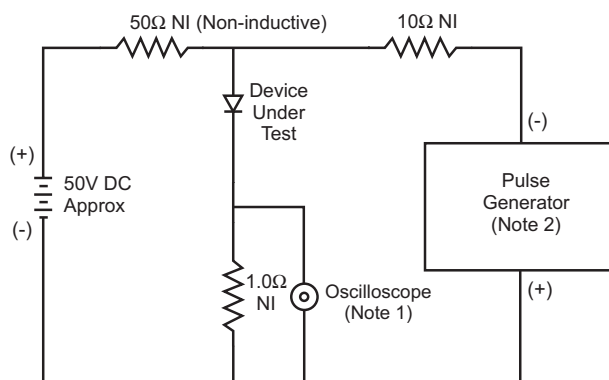 50Ω NI (Non-inductive)
10Ω NI
Device
Under
Test
(+)
50V DC
Approx
(-)
(-)
Pulse
Generator
(Note 2)
(+)
1.0Ω
NI
Oscilloscope
(Note 1)